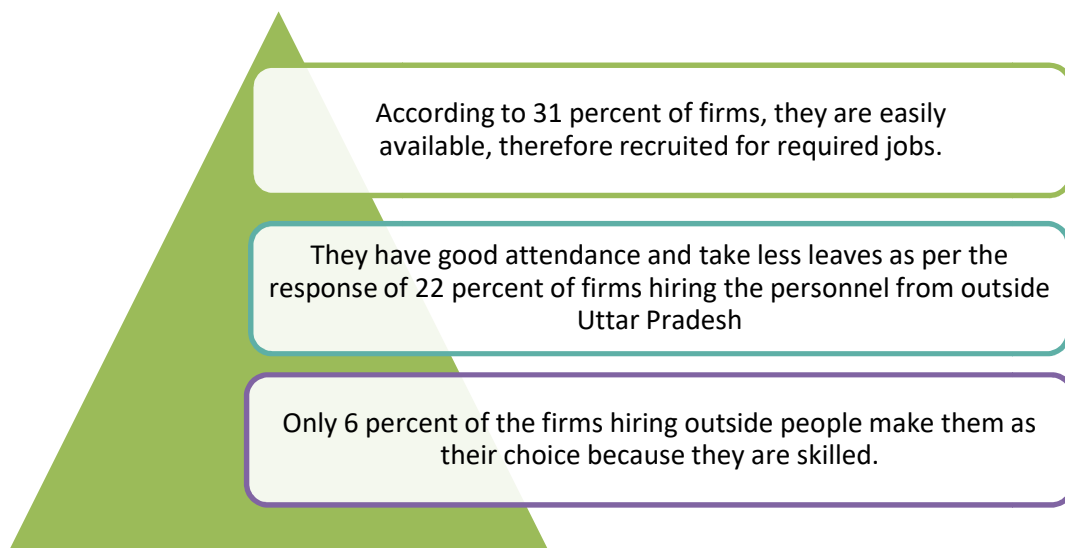 According to 31 percent of firms, they are easily
available, therefore recruited for required jobs.
They have good attendance and take less leaves as per the
response of 22 percent of firms hiring the personnel from outside
Uttar Pradesh
Only 6 percent of the firms hiring outside people make them as
their choice because they are skilled.